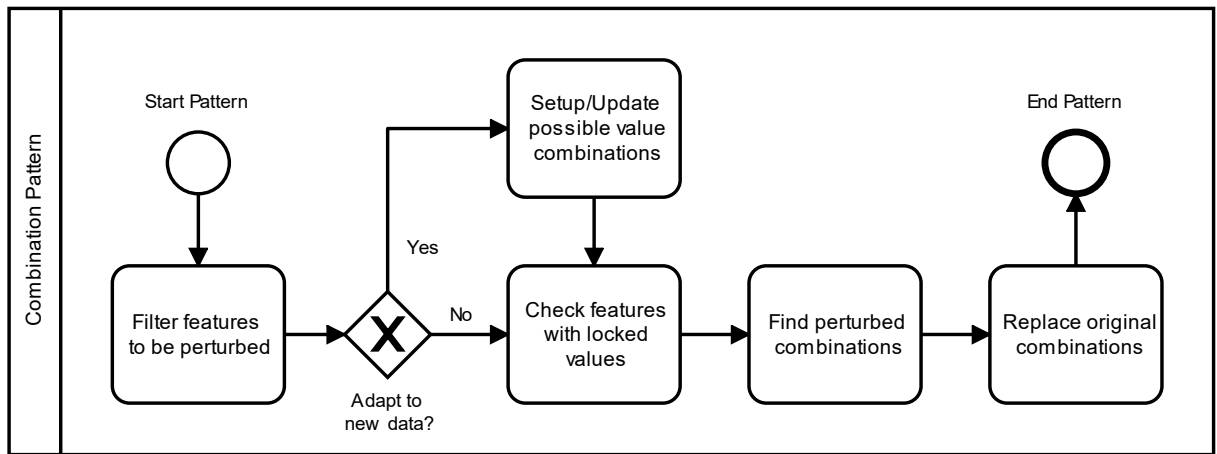 Combination Pattern
Start Pattern
Filter features
to be perturbed
Adapt to
new data?
Yes
No
Setup/Update
possible value
combinations
Check features
with locked
values
Find perturbed
combinations
Replace original
combinations
End Pattern